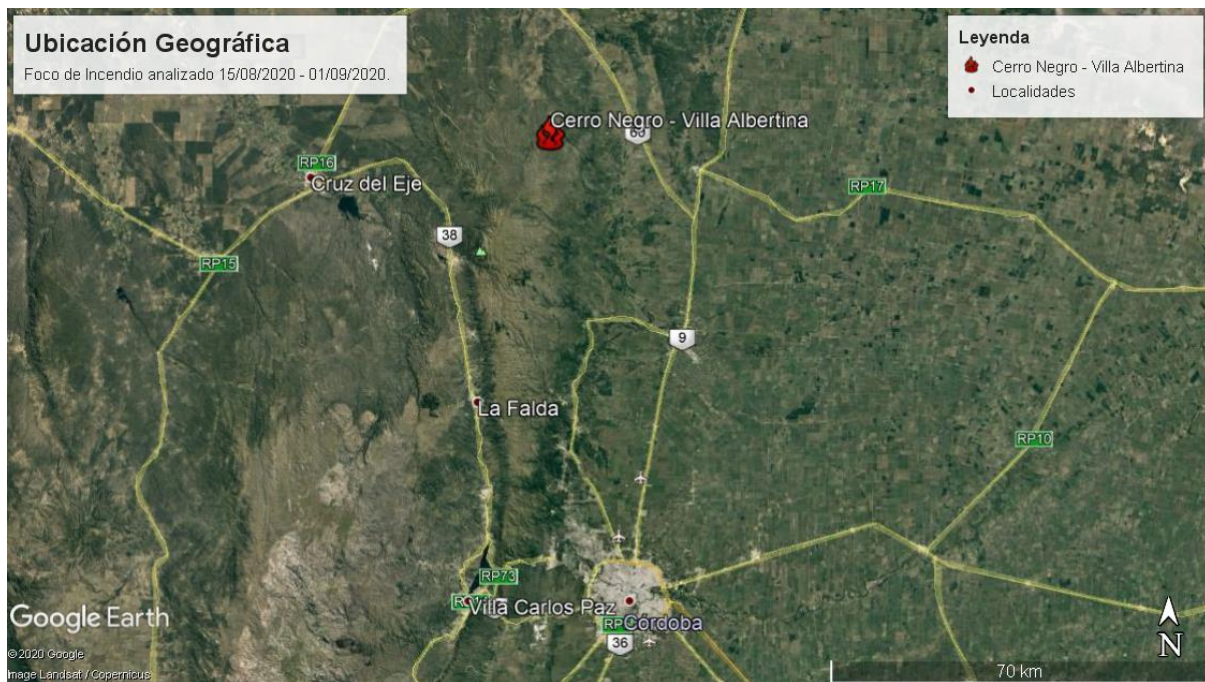 Ubicación Geográfica
Foco de Incendio analizado 15/08/2020 - 01/09/2020.
Leyenda
Cerro Negro - Villa Albertina
Localidades
Cerro Negro - Villa Albertina
60
RP16
Cruz del Eje
RP17
38
RP15
9
La Falda
RP10
RP73
Villa Carlos Paz
Córdoba
36
Google Earth
N
© 2020 Google
Image Landsat / Copernicus
70 km